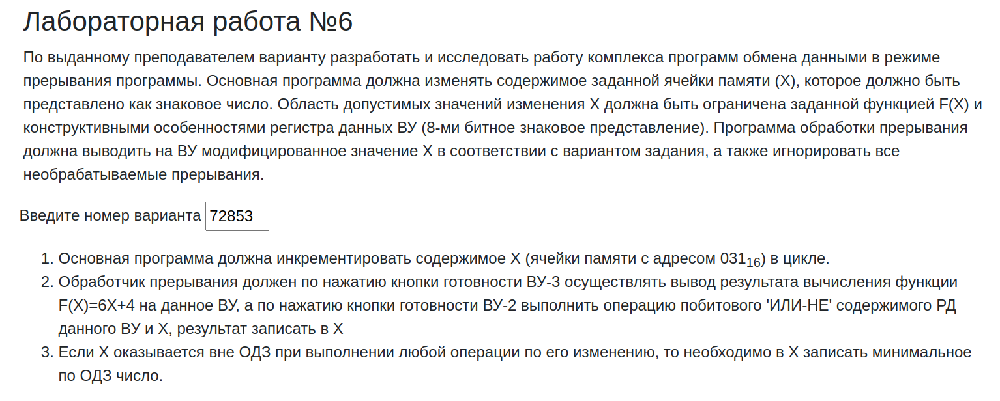 Лабораторная работа №6
По выданному преподавателем варианту разработать и исследовать работу комплекса программ обмена данными в режиме
прерывания программы. Основная программа должна изменять содержимое заданной ячейки памяти (X), которое должно быть
представлено как знаковое число. Область допустимых значений изменения X должна быть ограничена заданной функцией F(X) и
конструктивными особенностями регистра данных ВУ (8-ми битное знаковое представление). Программа обработки прерывания
должна выводить на ВУ модифицированное значение X в соответствии с вариантом задания, а также игнорировать все
необрабатываемые прерывания.
Введите номер варианта 72853
1. Основная программа должна инкрементировать содержимое X (ячейки памяти с адресом 031₁₆) в цикле.
2. Обработчик прерывания должен по нажатию кнопки готовности ВУ-3 осуществлять вывод результата вычисления функции
F(X)=6X+4 на данное ВУ, а по нажатию кнопки готовности ВУ-2 выполнить операцию побитового 'ИЛИ-НЕ' содержимого РД
данного ВУ и X, результат записать в X
3. Если X оказывается вне ОДЗ при выполнении любой операции по его изменению, то необходимо в X записать минимальное
по ОДЗ число.